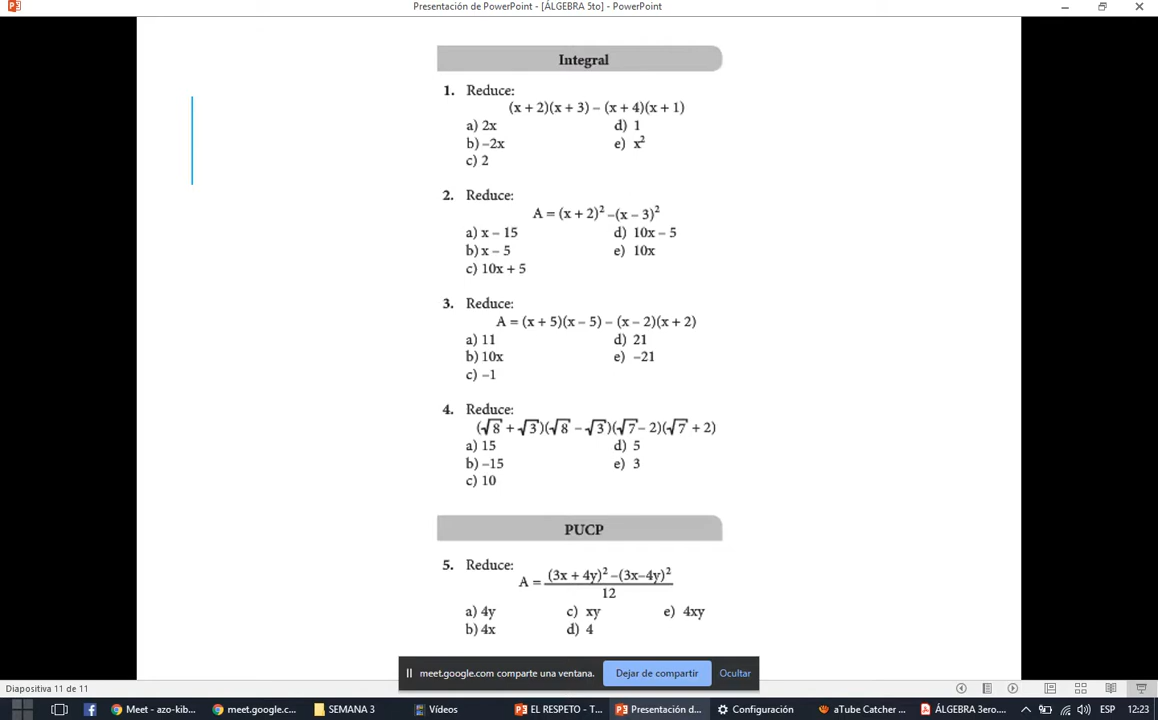 Presentación de PowerPoint - [ÁLGEBRA 5to] - PowerPoint
Integral
1. Reduce:
(x + 2)(x + 3) – (x + 4)(x + 1)
a) 2x d) 1
b) –2x e) x²
c) 2
2. Reduce:
A = (x + 2)² –(x – 3)²
a) x – 15 d) 10x – 5
b) x – 5 e) 10x
c) 10x + 5
3. Reduce:
A = (x + 5)(x – 5) – (x – 2)(x + 2)
a) 11 d) 21
b) 10x e) –21
c) –1
4. Reduce:
(√8 + √3)(√8 – √3)(√7 – 2)(√7 + 2)
a) 15 d) 5
b) –15 e) 3
c) 10
PUCP
5. Reduce:
A = (3x + 4y)² –(3x–4y)²
12
a) 4y c) xy e) 4xy
b) 4x d) 4
meet.google.com comparte una ventana. Dejar de compartir Ocultar
Diapositiva 11 de 11
Meet - azo-kib... meet.google.c... SEMANA 3 Vídeos EL RESPETO - T... Presentación d... Configuración aTube Catcher ... ÁLGEBRA 3ero.... ESP 12:23